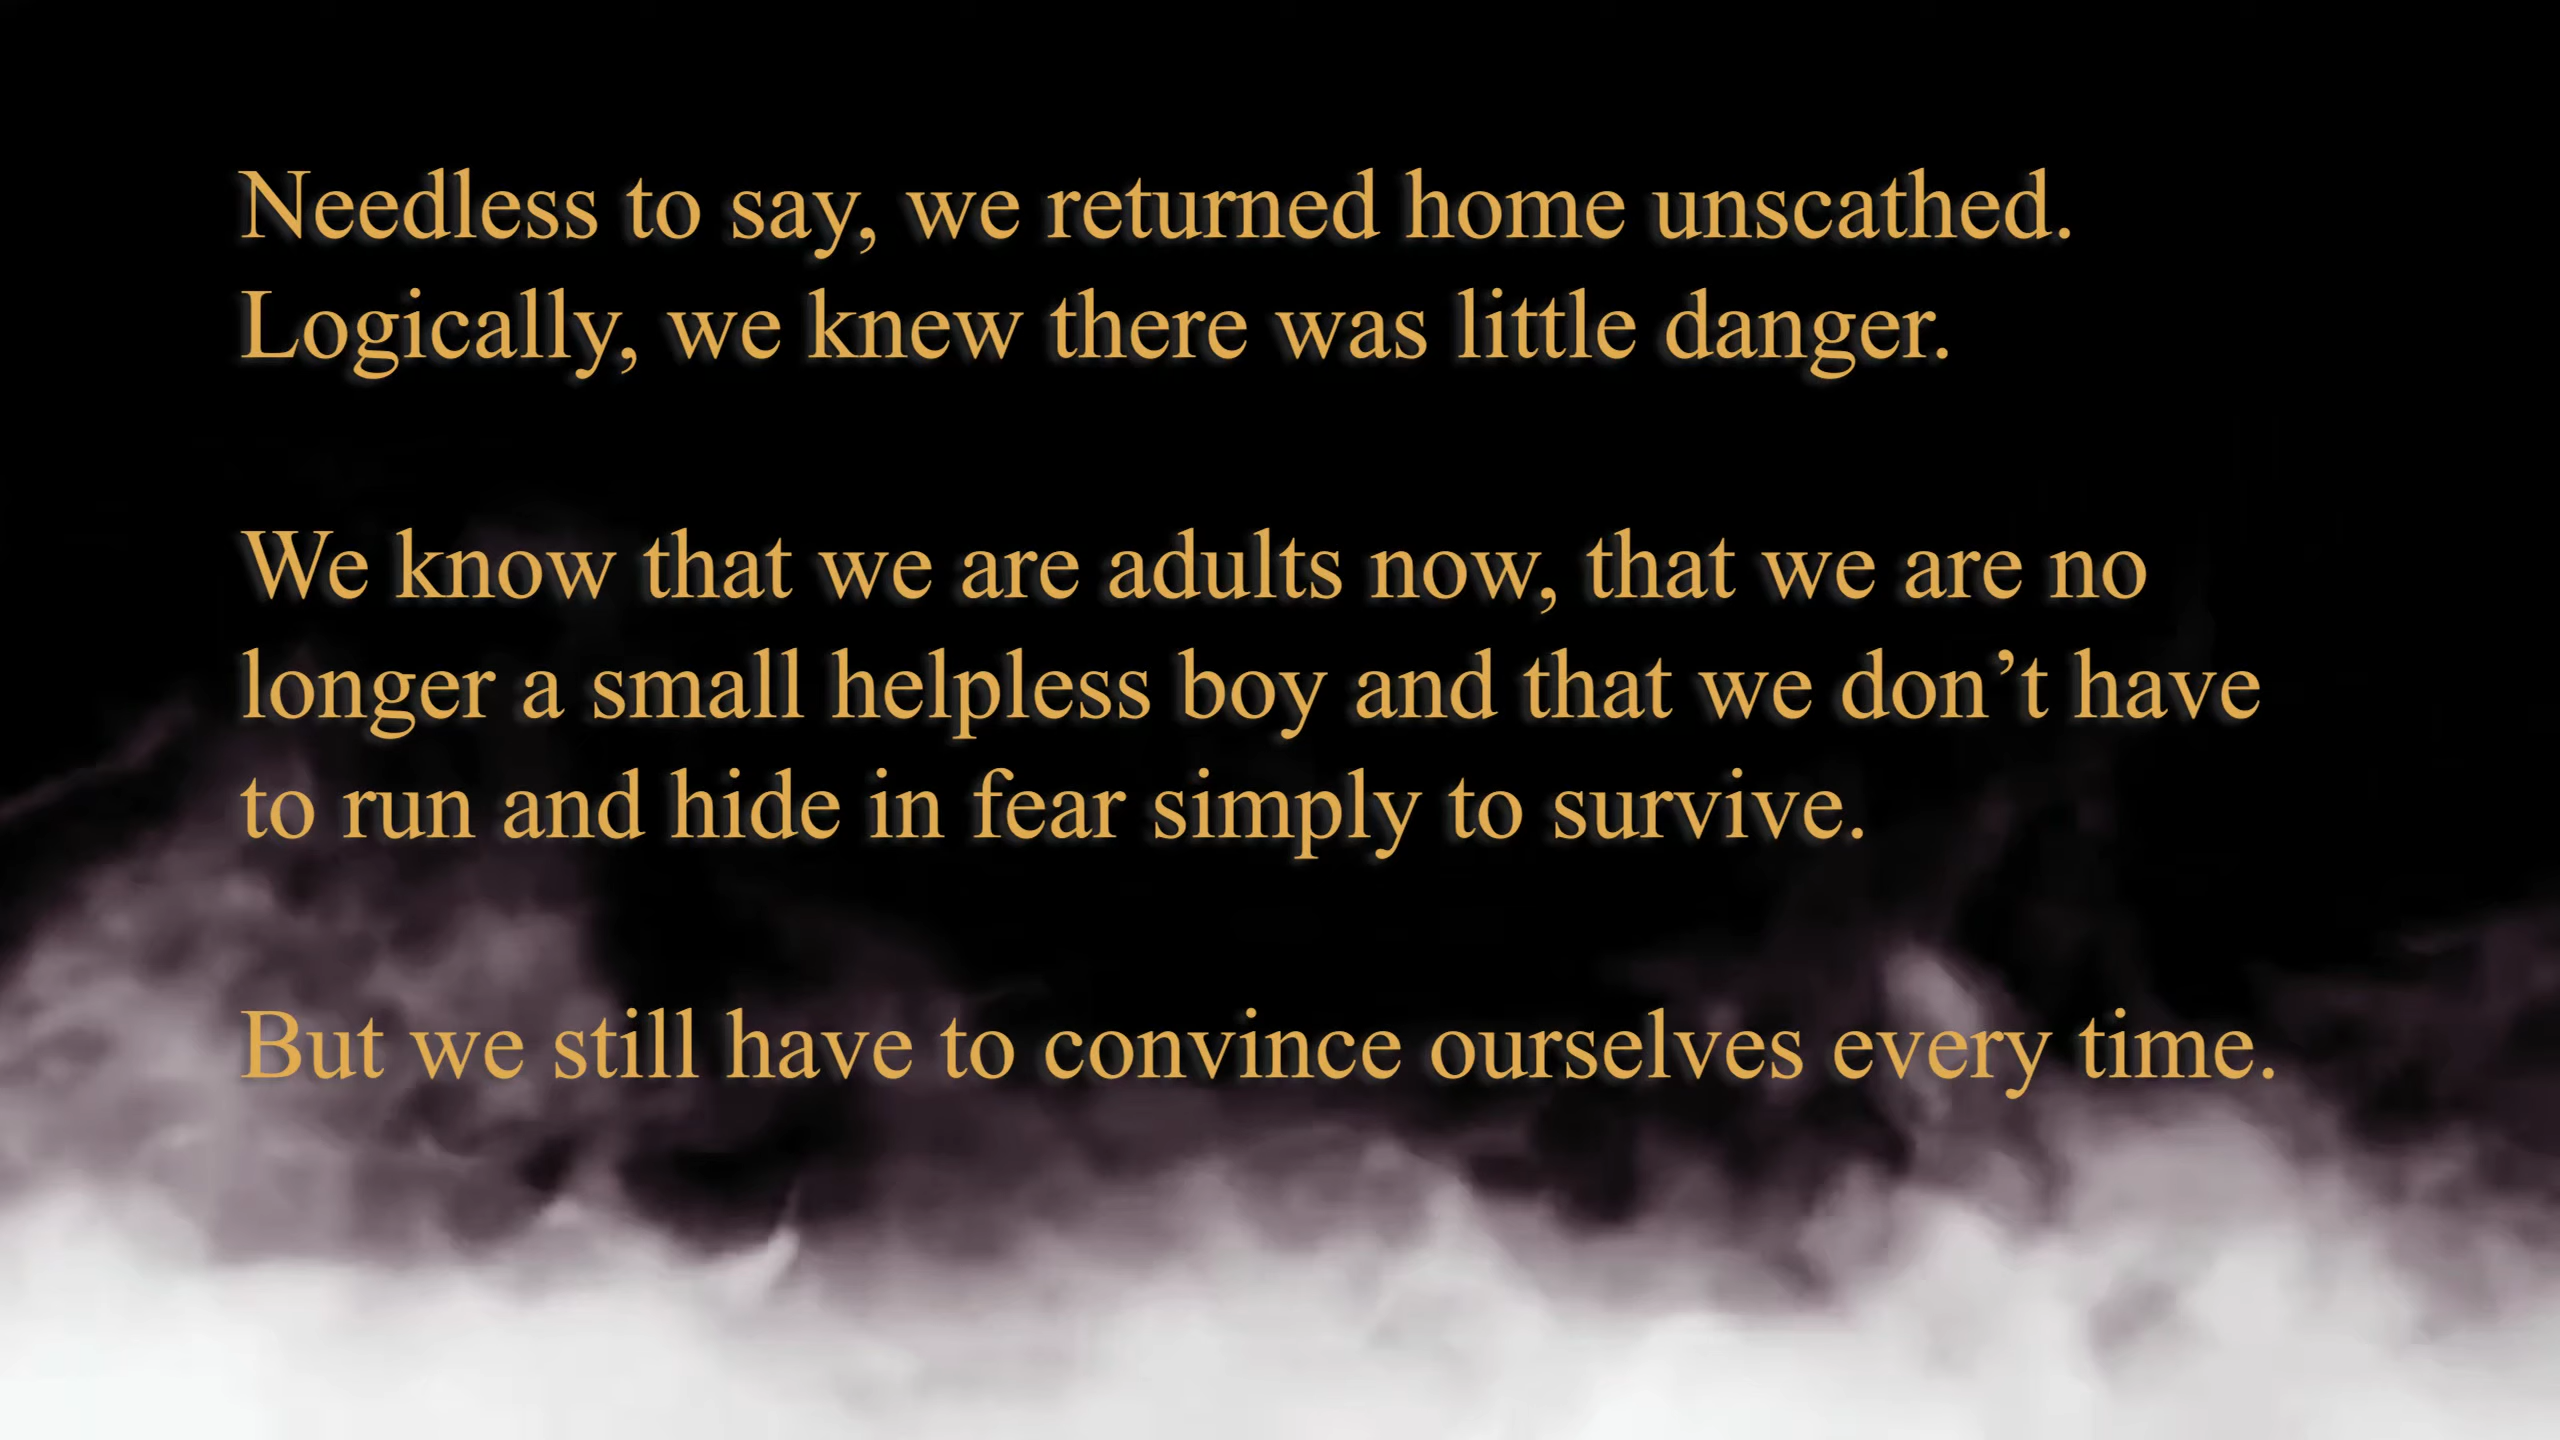 Needless to say, we returned home unscathed.
Logically, we knew there was little danger.
We know that we are adults now, that we are no
longer a small helpless boy and that we don’t have
to run and hide in fear simply to survive.
But we still have to convince ourselves every time.